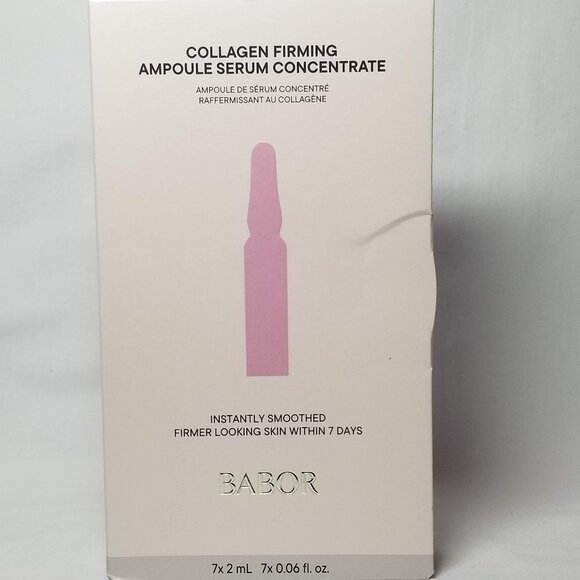 COLLAGEN FIRMING
AMPOULE SERUM CONCENTRATE
AMPOULE DE SÉRUM CONCENTRÉ
RAFFERMISSANT AU COLLAGÈNE
INSTANTLY SMOOTHED
FIRMER LOOKING SKIN WITHIN 7 DAYS
BABOR
7x 2 mL 7x 0.06 fl. oz.